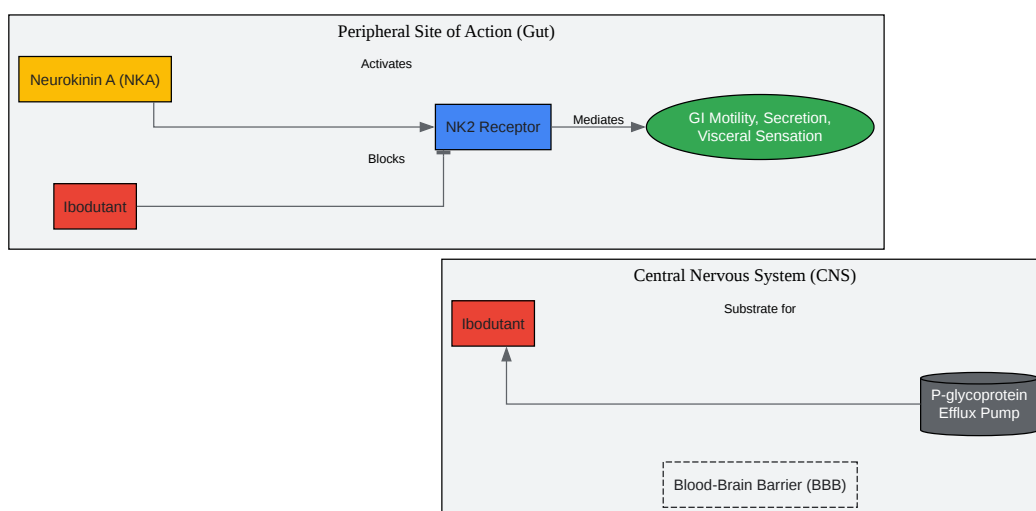 Peripheral Site of Action (Gut)
Activates
Neurokinin A (NKA)
NK2 Receptor
Mediates
GI Motility, Secretion,
Visceral Sensation
Blocks
Ibodutant
Central Nervous System (CNS)
Substrate for
Ibodutant
P-glycoprotein
Efflux Pump
Blood-Brain Barrier (BBB)